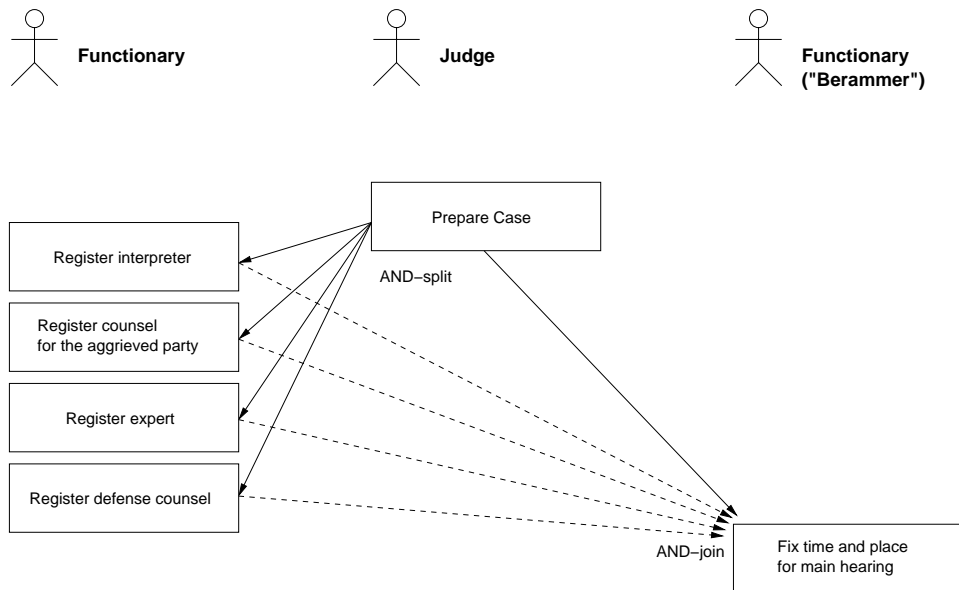 Functionary
Judge
Functionary
("Berammer")
Prepare Case
Register interpreter
AND−split
Register counsel
for the aggrieved party
Register expert
Register defense counsel
AND−join
Fix time and place
for main hearing